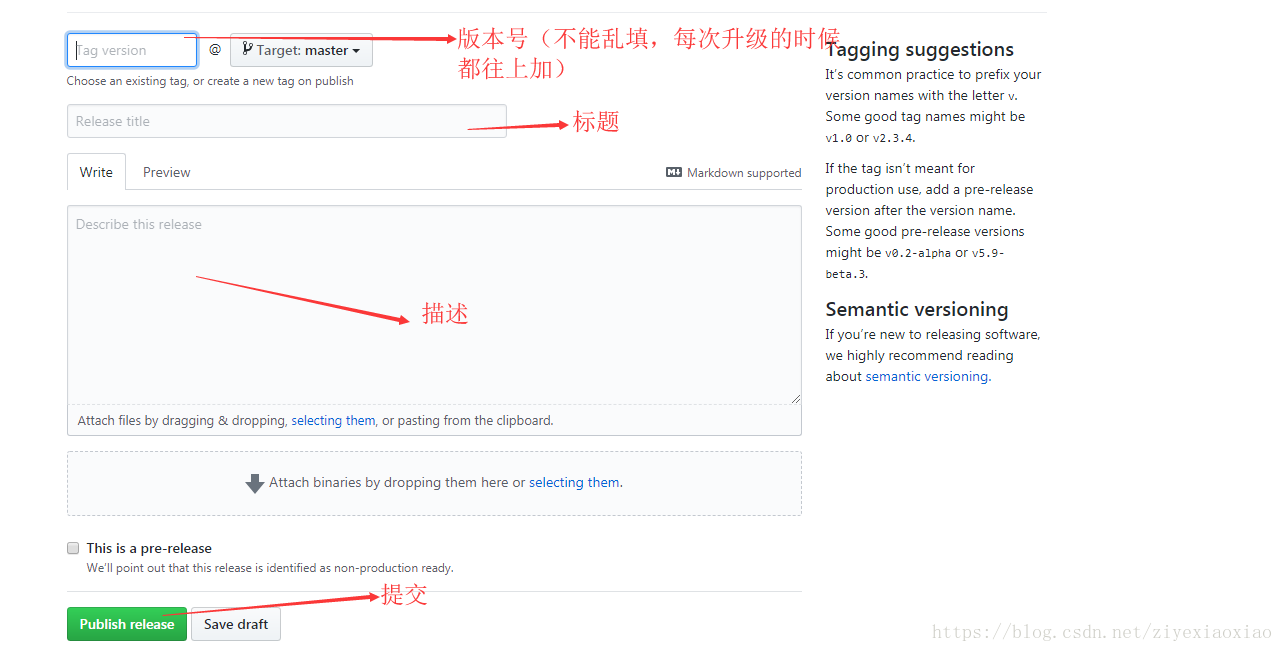 Tag version
@
Target: master
版本号（不能乱填，每次升级的时候
都往上加）
Choose an existing tag, or create a new tag on publish
Release title
标题
Write
Preview
Markdown supported
Describe this release
描述
Attach files by dragging & dropping, selecting them, or pasting from the clipboard.
Attach binaries by dropping them here or selecting them.
This is a pre-release
We’ll point out that this release is identified as non-production ready.
提交
Publish release
Save draft
Tagging suggestions
It’s common practice to prefix your
version names with the letter v.
Some good tag names might be
v1.0 or v2.3.4.
If the tag isn’t meant for
production use, add a pre-release
version after the version name.
Some good pre-release versions
might be v0.2-alpha or v5.9-
beta.3.
Semantic versioning
If you’re new to releasing software,
we highly recommend reading
about semantic versioning.
https://blog.csdn.net/ziyexiaoxiao